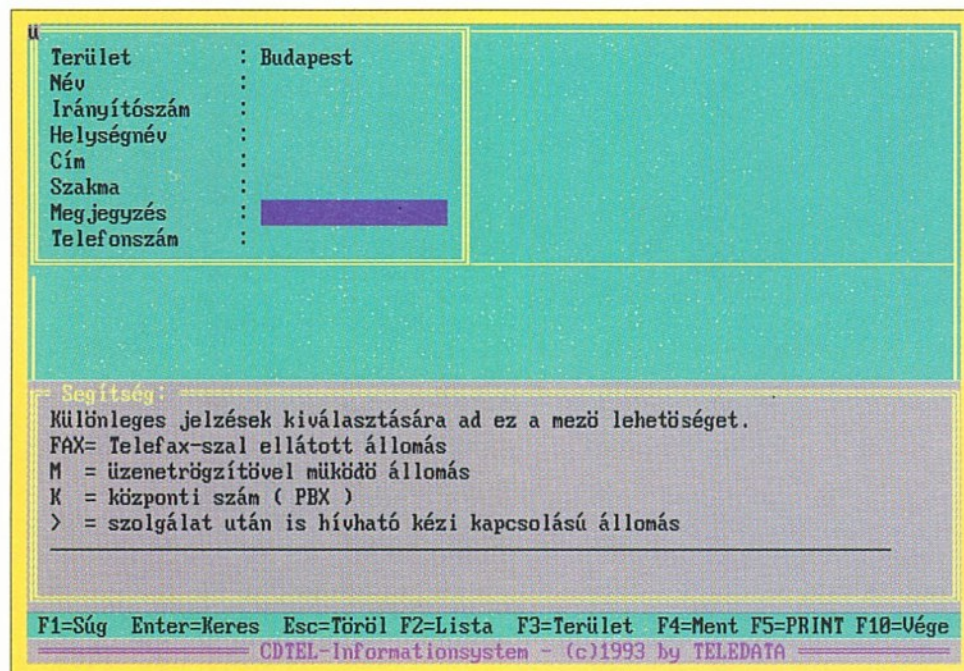 ü
Terület : Budapest
Név :
Irányítószám :
Helységnév :
Cím :
Szakma :
Megjegyzés :
Telefonszám :
Segítség:
Különleges jelzések kiválasztására ad ez a mezö lehetöséget.
FAX= Telefax-szal ellátott állomás
M = üzenetrögzítövel müködö állomás
K = központi szám ( PBX )
> = szolgálat után is hívható kézi kapcsolású állomás
F1=Súg Enter=Keres Esc=Töröl F2=Lista F3=Terület F4=Ment F5=PRINT F10=Vége
CDTEL-Informationsystem - (c)1993 by TELEDATA